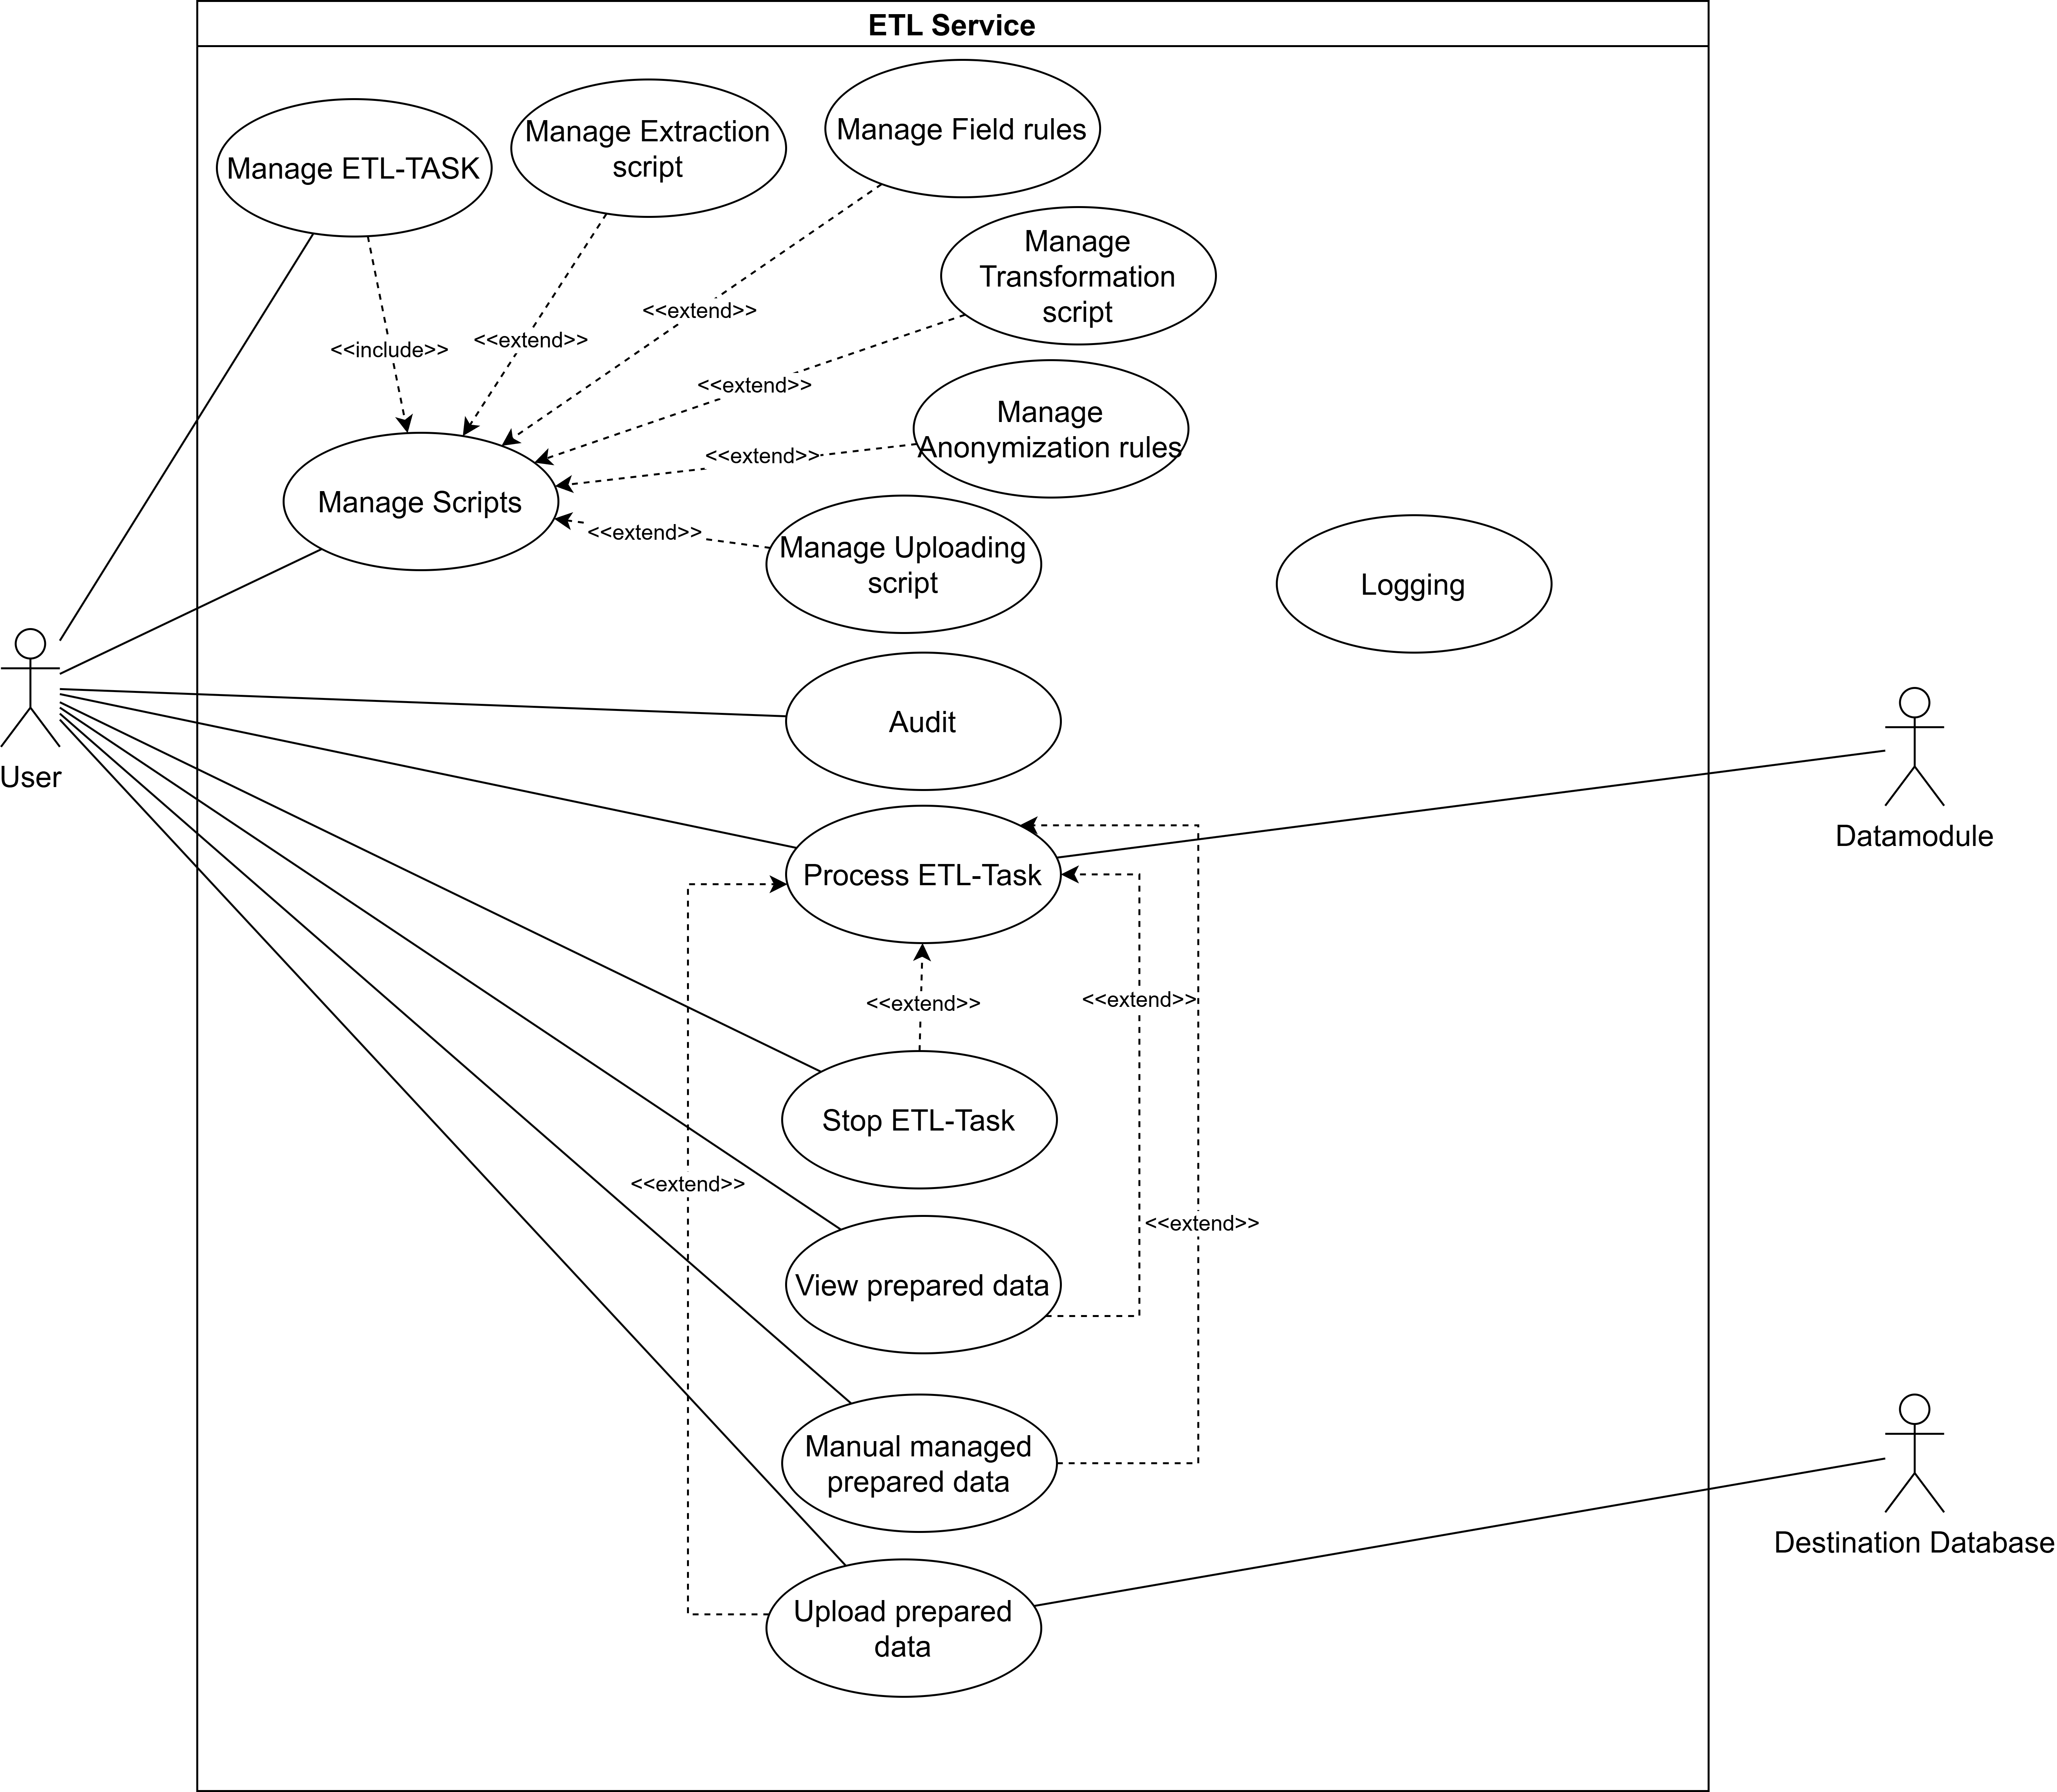 ETL Service
Manage ETL-TASK
Manage Extraction
script
Manage Field rules
Manage
Transformation
script
<<extend>>
<<include>>
<<extend>>
<<extend>>
Manage
Anonymization rules
<<extend>>
Manage Scripts
<<extend>>
Manage Uploading
script
Logging
User
Audit
Datamodule
Process ETL-Task
<<extend>>
<<extend>>
Stop ETL-Task
<<extend>>
<<extend>>
View prepared data
Manual managed
prepared data
Destination Database
Upload prepared
data